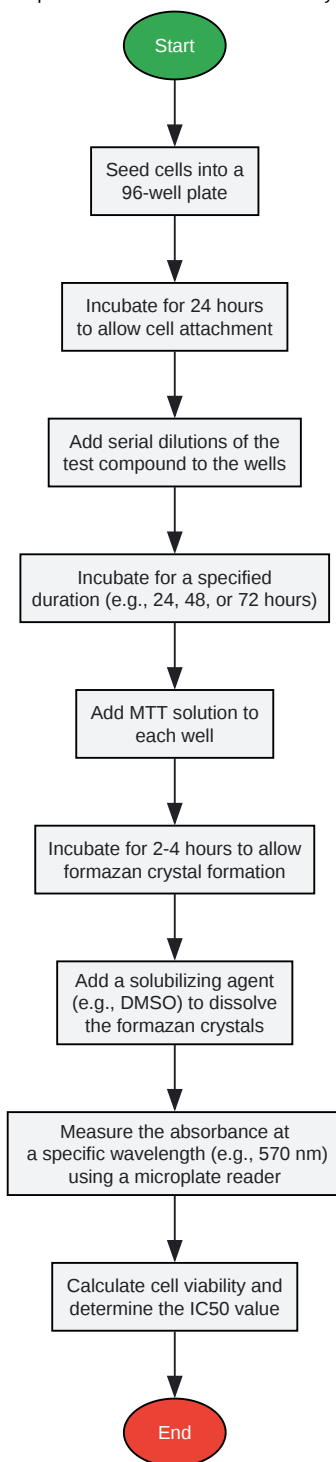 Start
Seed cells into a
96-well plate
Incubate for 24 hours
to allow cell attachment
Add serial dilutions of the
test compound to the wells
Incubate for a specified
duration (e.g., 24, 48, or 72 hours)
Add MTT solution to
each well
Incubate for 2-4 hours to allow
formazan crystal formation
Add a solubilizing agent
(e.g., DMSO) to dissolve
the formazan crystals
Measure the absorbance at
a specific wavelength (e.g., 570 nm)
using a microplate reader
Calculate cell viability and
determine the IC50 value
End